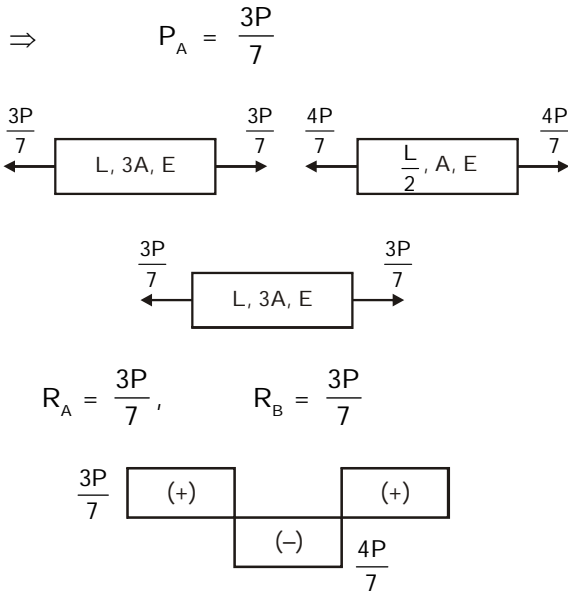 ⇒ P_A = 3P/7
3P/7 3P/7 4P/7 4P/7
L, 3A, E L/2, A, E
3P/7 3P/7
L, 3A, E
R_A = 3P/7, R_B = 3P/7
3P/7 (+) (+)
(–) 4P/7